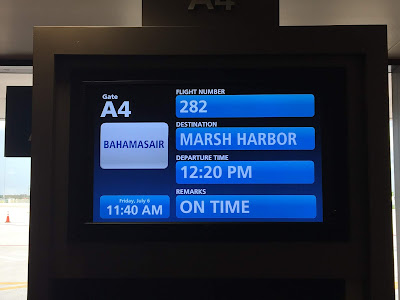 A4
Gate
A4
BAHAMASAIR
Friday, July 6
11:40 AM
FLIGHT NUMBER
282
DESTINATION
MARSH HARBOR
DEPARTURE TIME
12:20 PM
REMARKS
ON TIME